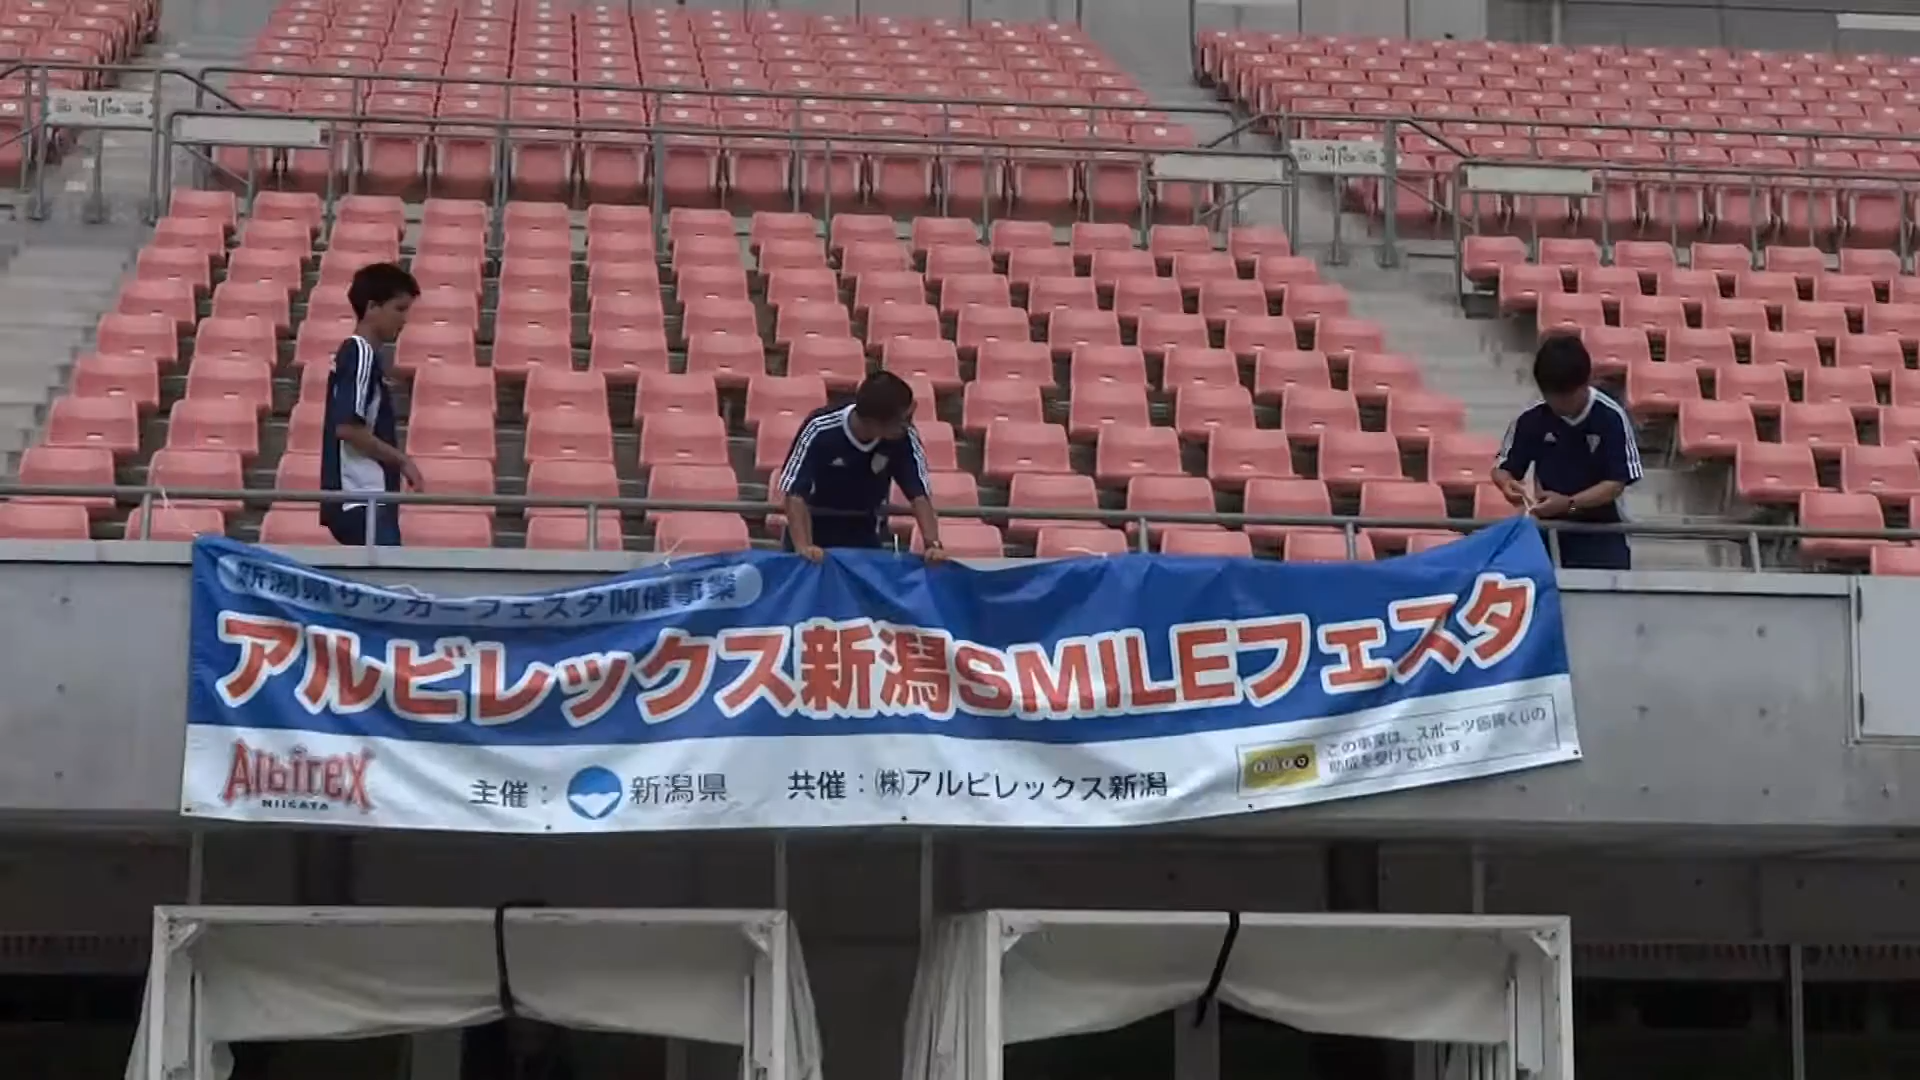 新潟県サッカーフェスタ開催事業
アルビレックス新潟SMILEフェスタ
AlbireX
NIIGATA
主催：新潟県
共催：㈱アルビレックス新潟
この事業は、スポーツ振興くじの
助成を受けています。